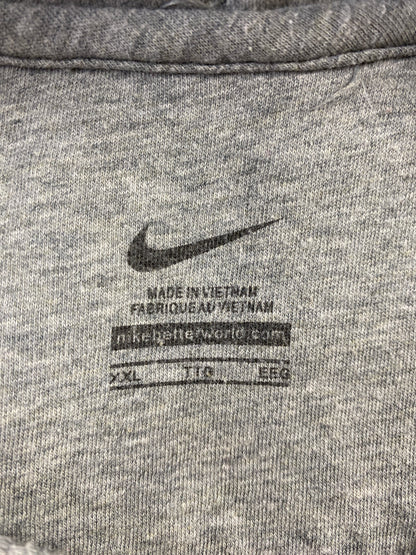 MADE IN VIETNAM
FABRIQUE AU VIETNAM
nikebetterworld.com
XXL TTG EEG